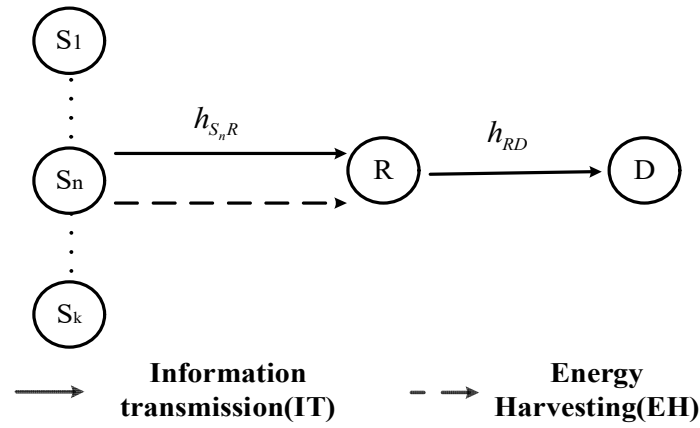 S1
h_{S_nR}
h_{RD}
Sn
R
D
Sk
Information
transmission(IT)
Energy
Harvesting(EH)